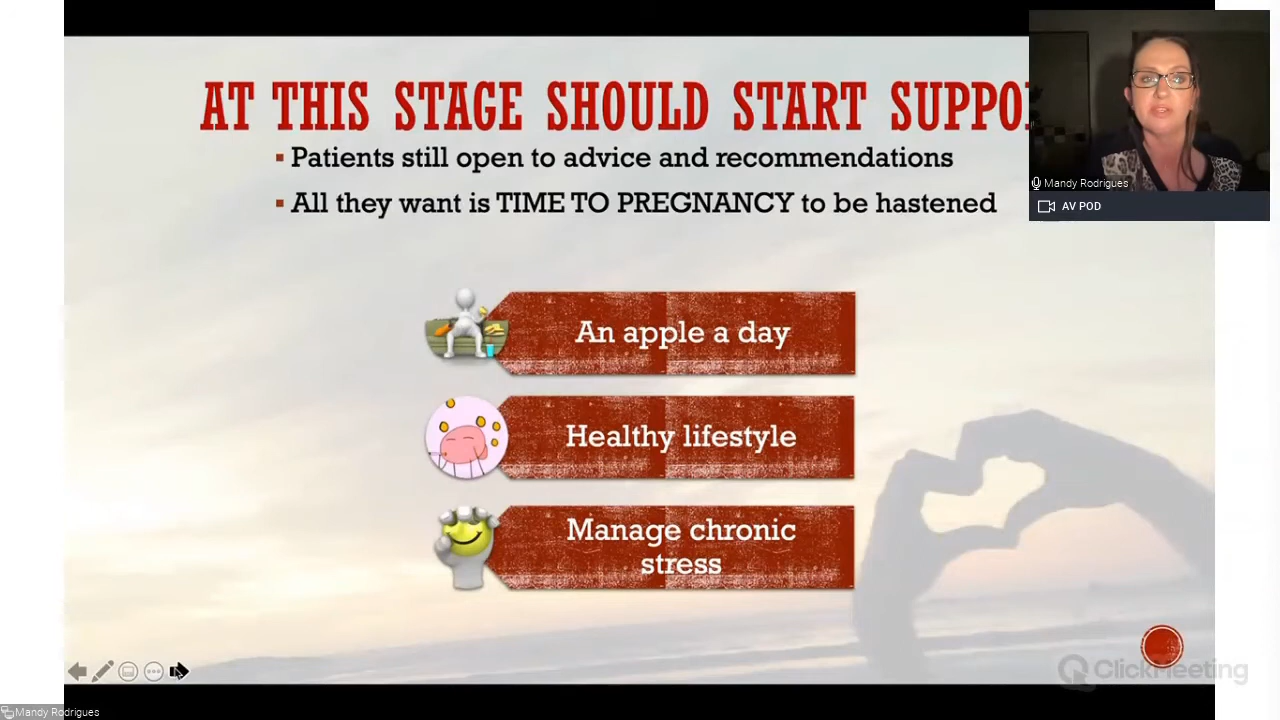 AT THIS STAGE SHOULD START SUPPO
Patients still open to advice and recommendations
All they want is TIME TO PREGNANCY to be hastened
An apple a day
Healthy lifestyle
Manage chronic
stress
Mandy Rodrigues
AV POD
ClickMeeting
Mandy Rodrigues